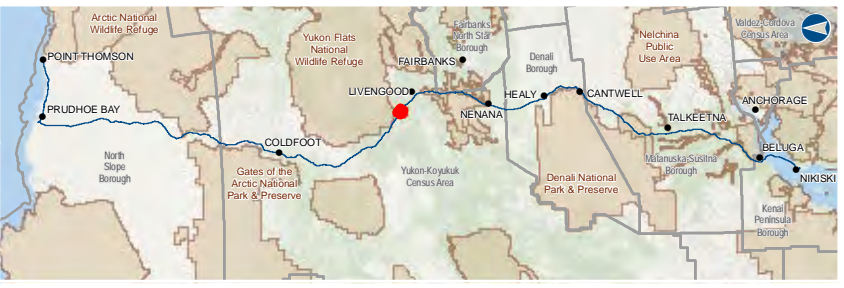 Arctic National
Wildlife Refuge
POINT THOMSON
PRUDHOE BAY
North
Slope
Borough
COLDFOOT
Gates of the
Arctic National
Park & Preserve
Yukon Flats
National
Wildlife Refuge
LIVENGOOD
Fairbanks
North Star
Borough
FAIRBANKS
NENANA
Yukon-Koyukuk
Census Area
Denali
Borough
HEALY
CANTWELL
Denali National
Park & Preserve
Nelchina
Public
Use Area
Valdez-Cordova
Census Area
TALKEETNA
Matanuska-Susitna
Borough
ANCHORAGE
BELUGA
NIKISKI
Kenai
Peninsula
Borough